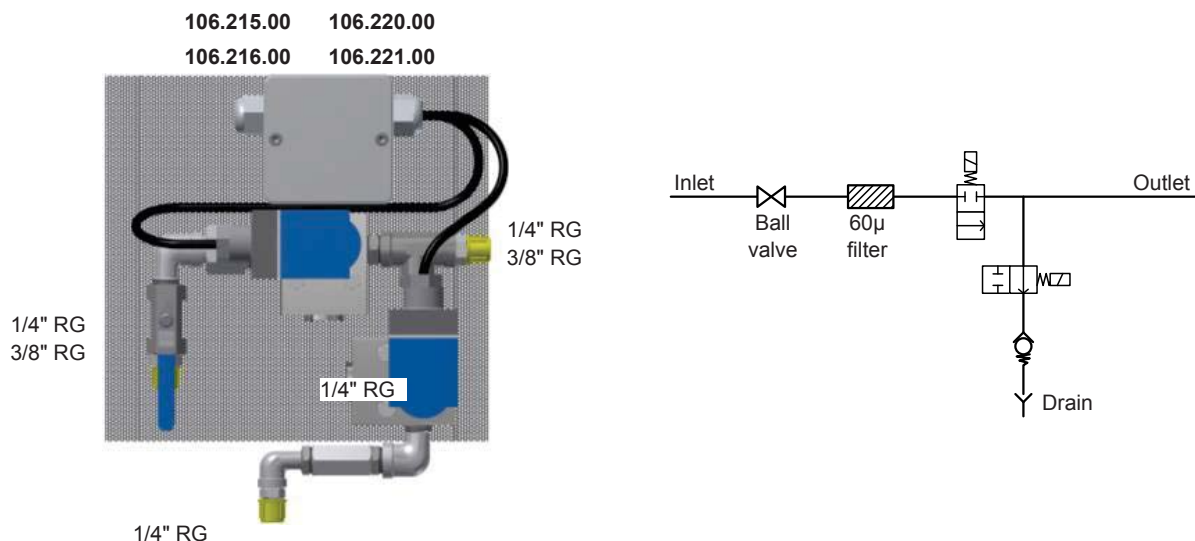 106.215.00 106.220.00
106.216.00 106.221.00
1/4" RG
3/8" RG
1/4" RG
3/8" RG
1/4" RG
1/4" RG
Inlet
Outlet
Ball
valve
60µ
filter
Drain